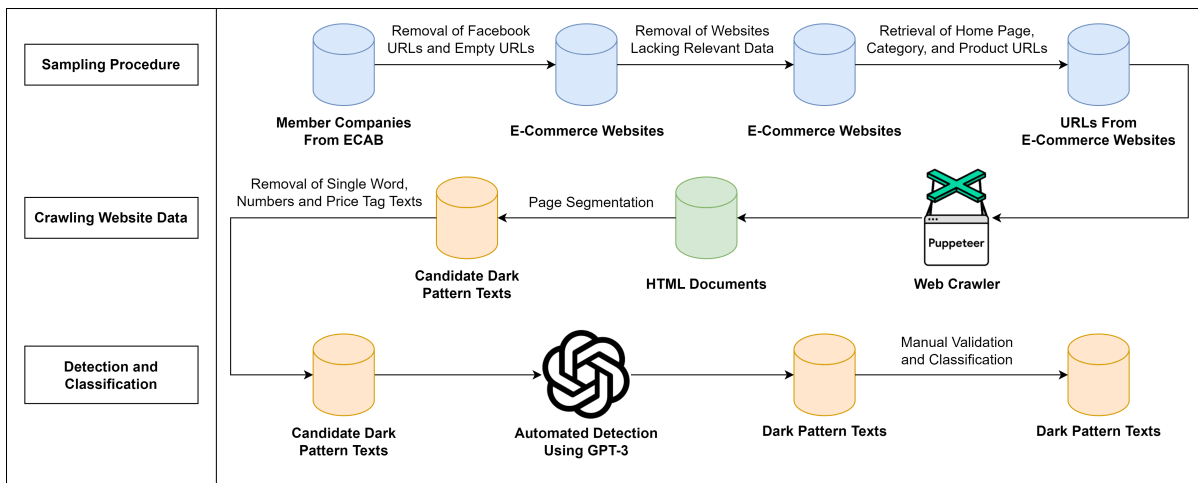 Sampling Procedure
Removal of Facebook
URLs and Empty URLs
Removal of Websites
Lacking Relevant Data
Retrieval of Home Page,
Category, and Product URLs
Member Companies
From ECAB
E-Commerce Websites
E-Commerce Websites
URLs From
E-Commerce Websites
Crawling Website Data
Removal of Single Word,
Numbers and Price Tag Texts
Page Segmentation
Puppeteer
Candidate Dark
Pattern Texts
HTML Documents
Web Crawler
Detection and
Classification
Manual Validation
and Classification
Candidate Dark
Pattern Texts
Automated Detection
Using GPT-3
Dark Pattern Texts
Dark Pattern Texts